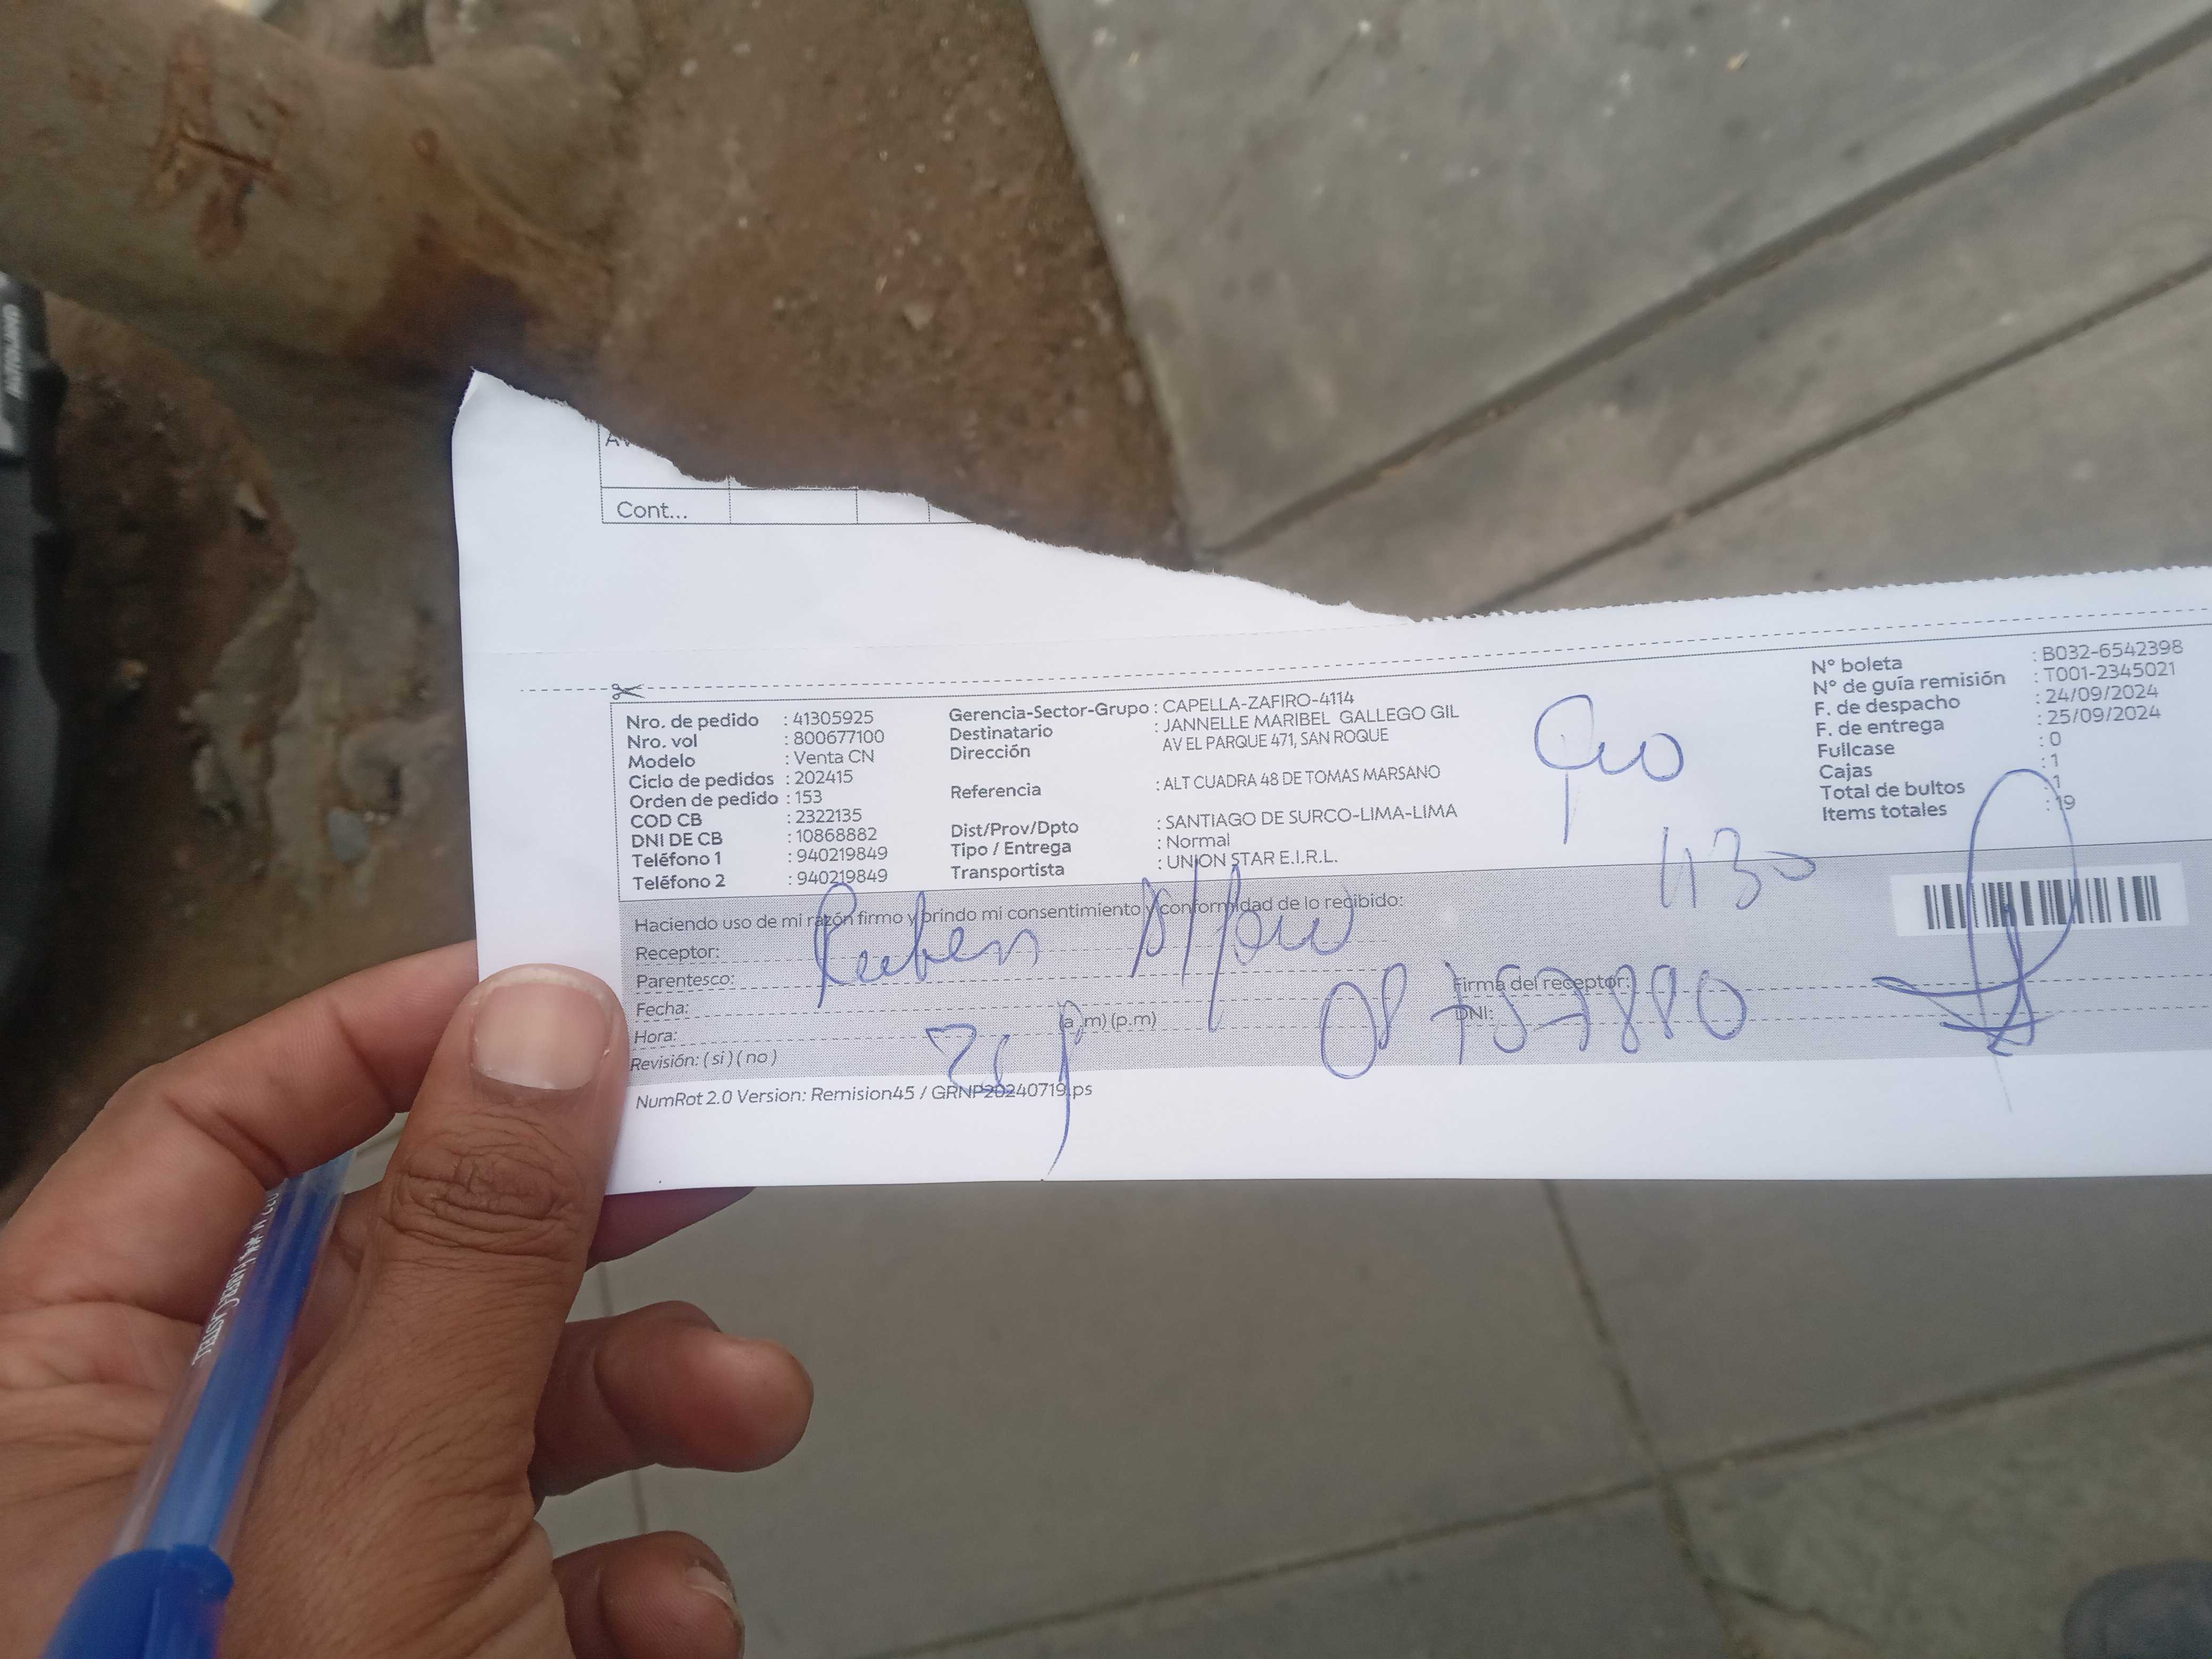 Cont...
Nro. de pedido : 41305925
Nro. vol : 800677100
Modelo : Venta CN
Ciclo de pedidos : 202415
Orden de pedido : 153
COD CB : 2322135
DNI DE CB : 10868882
Teléfono 1 : 940219849
Teléfono 2 : 940219849
Gerencia-Sector-Grupo : CAPELLA-ZAFIRO-4114
Destinatario : JANNELLE MARIBEL GALLEGO GIL
Dirección AV EL PARQUE 471, SAN ROQUE
Referencia : ALT CUADRA 48 DE TOMAS MARSANO
Dist/Prov/Dpto : SANTIAGO DE SURCO-LIMA-LIMA
Tipo / Entrega : Normal
Transportista : UNION STAR E.I.R.L.
N° boleta : B032-6542398
N° de guía remisión : T001-2345021
F. de despacho : 24/09/2024
F. de entrega : 25/09/2024
Fullcase : 0
Cajas : 1
Total de bultos : 1
Items totales : 19
1130
Haciendo uso de mi razón firmo y brindo mi consentimiento y conformidad de lo recibido:
Receptor: Ruben
Parentesco:
Fecha:
Hora: (a.m) (p.m)
Revisión: ( si ) ( no )
Firma del receptor:
DNI: 08757880
NumRot 2.0 Version: Remision45 / GRNP20240719.ps